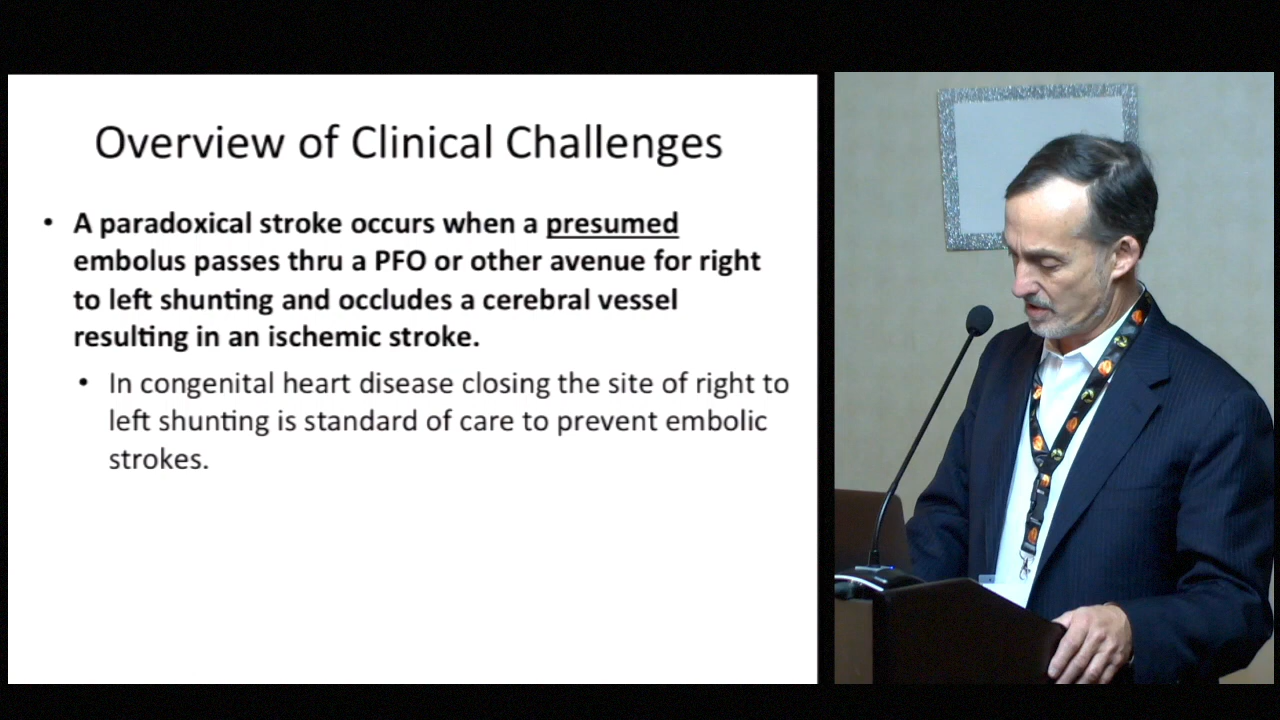 Overview of Clinical Challenges
• A paradoxical stroke occurs when a presumed
embolus passes thru a PFO or other avenue for right
to left shunting and occludes a cerebral vessel
resulting in an ischemic stroke.
• In congenital heart disease closing the site of right to
left shunting is standard of care to prevent embolic
strokes.